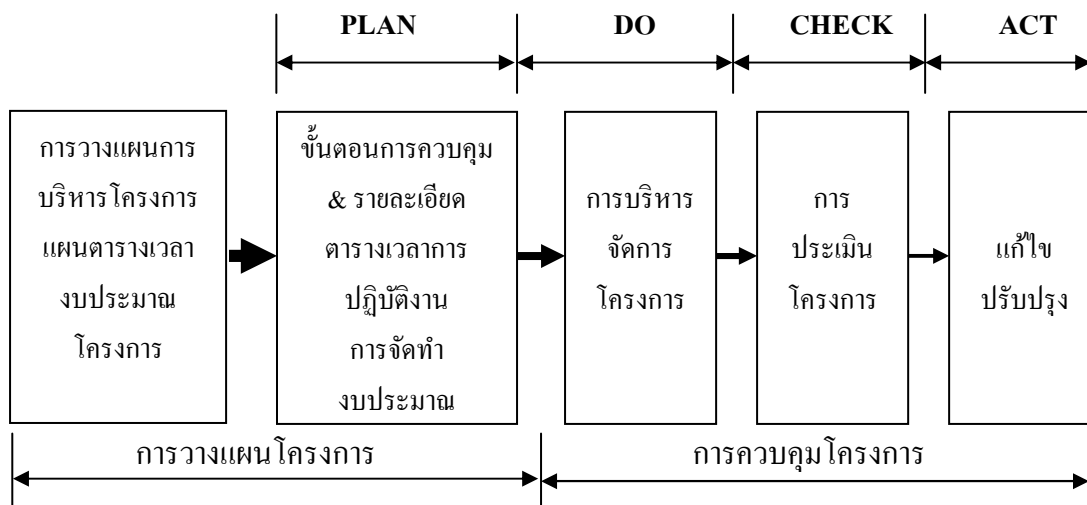 PLAN DO CHECK ACT
การวางแผนการ
บริหารโครงการ
แผนตารางเวลา
งบประมาณ
โครงการ
ขั้นตอนการควบคุม
& รายละเอียด
ตารางเวลาการ
ปฏิบัติงาน
การจัดทำ
งบประมาณ
การบริหาร
จัดการ
โครงการ
การ
ประเมิน
โครงการ
แก้ไข
ปรับปรุง
การวางแผนโครงการ การควบคุมโครงการ